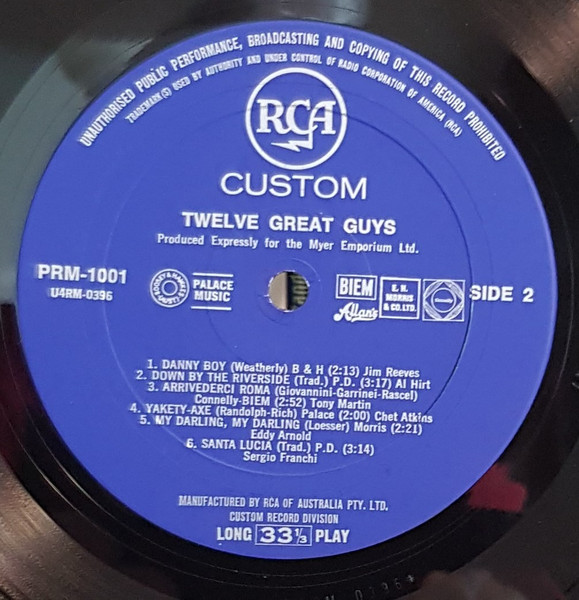 UNAUTHORISED PUBLIC PERFORMANCE, BROADCASTING AND COPYING OF THIS RECORD PROHIBITED
TRADEMARK(S) USED BY AUTHORITY AND UNDER CONTROL OF RADIO CORPORATION OF AMERICA (RCA)
RCA
CUSTOM
TWELVE GREAT GUYS
Produced Expressly for the Myer Emporium Ltd.
PRM-1001
U4RM-0396
BOOSEY & HAWKES
PALACE
MUSIC
BIEM
Allan's
E. H.
MORRIS
& CO. LTD.
SIDE 2
1. DANNY BOY (Weatherly) B & H (2:13) Jim Reeves
2. DOWN BY THE RIVERSIDE (Trad.) P.D. (3:17) Al Hirt
3. ARRIVEDERCI ROMA (Giovannini-Garrinei-Rascel)
Connelly-BIEM (2:52) Tony Martin
4. YAKETY-AXE (Randolph-Rich) Palace (2:00) Chet Atkins
5. MY DARLING, MY DARLING (Loesser) Morris (2:21)
Eddy Arnold
6. SANTA LUCIA (Trad.) P.D. (3:14)
Sergio Franchi
MANUFACTURED BY RCA OF AUSTRALIA PTY. LTD.
CUSTOM RECORD DIVISION
LONG 33⅓ PLAY